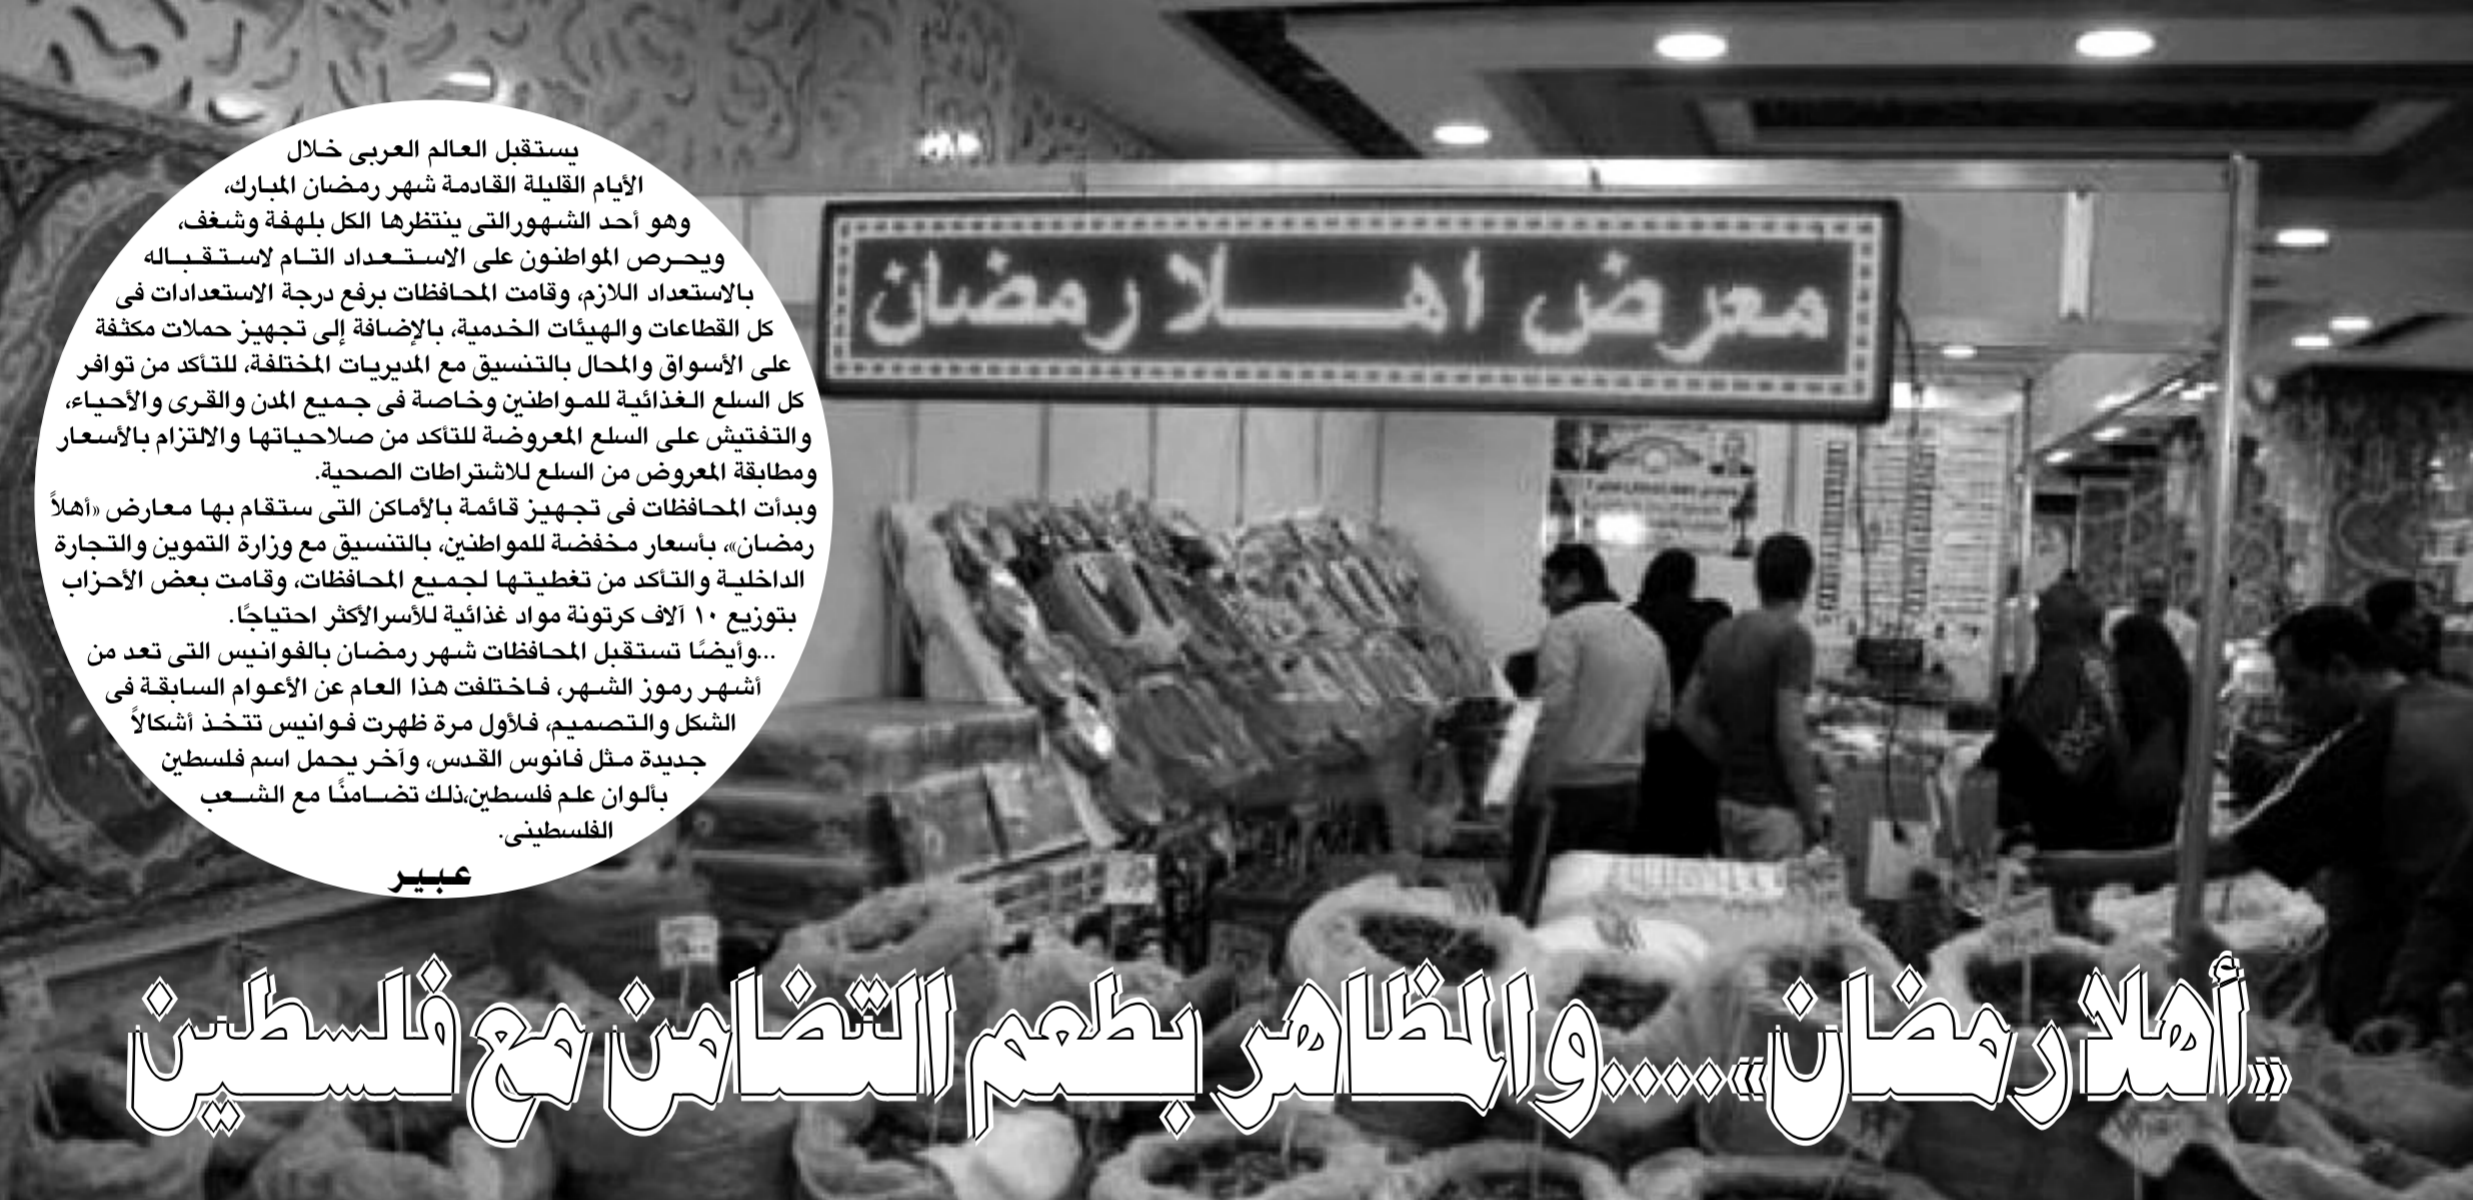 يستقبل العالم العربى خلال
الأيام القليلة القادمة شهر رمضان المبارك،
وهو أحد الشهورالتى ينتظرها الكل بلهفة وشغف،
ويحرص المواطنون على الاستعداد التام لاستقباله
بالاستعداد اللازم، وقامت المحافظات برفع درجة الاستعدادات فى
كل القطاعات والهيئات الخدمية، بالإضافة إلى تجهيز حملات مكثفة
على الأسواق والمحال بالتنسيق مع المديريات المختلفة، للتأكد من توافر
كل السلع الغذائية للمواطنين وخاصة فى جميع المدن والقرى والأحياء،
والتفتيش على السلع المعروضة للتأكد من صلاحياتها والالتزام بالأسعار
ومطابقة المعروض من السلع للاشتراطات الصحية.
وبدأت المحافظات فى تجهيز قائمة بالأماكن التى ستقام بها معارض «أهلاً
رمضان»، بأسعار مخفضة للمواطنين، بالتنسيق مع وزارة التموين والتجارة
الداخلية والتأكد من تغطيتها لجميع المحافظات، وقامت بعض الأحزاب
بتوزيع ١٠ آلاف كرتونة مواد غذائية للأسرالأكثر احتياجًا.
...وأيضًا تستقبل المحافظات شهر رمضان بالفوانيس التى تعد من
أشهر رموز الشهر، فاختلفت هذا العام عن الأعوام السابقة فى
الشكل والتصميم، فلأول مرة ظهرت فوانيس تتخذ أشكالاً
جديدة مثل فانوس القدس، وآخر يحمل اسم فلسطين
بألوان علم فلسطين،ذلك تضامنًا مع الشعب
الفلسطينى.
عبير
معرض اهلا رمضان
«أهلا رمضان»....والمظاهر بطعم التضامن مع فلسطين